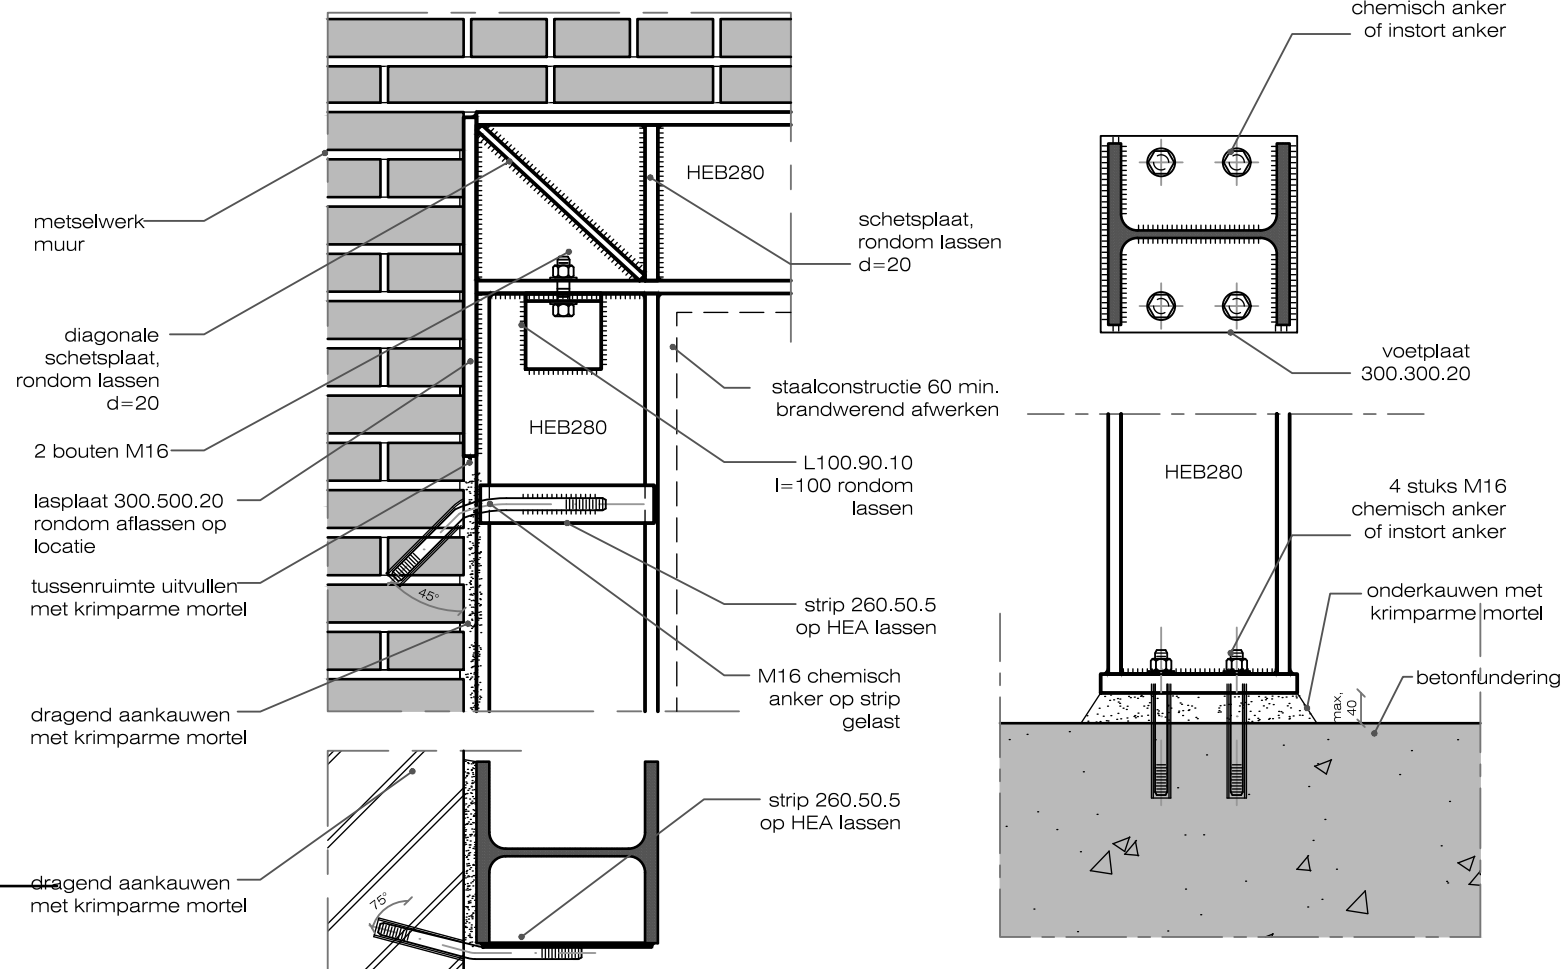 metselwerk
muur
diagonale
schetsplaat,
rondom lassen
d=20
2 bouten M16
lasplaat 300.500.20
rondom aflassen op
locatie
tussenruimte uitvullen
met krimparme mortel
dragend aankauwen
met krimparme mortel
dragend aankauwen
met krimparme mortel
HEB280
HEB280
45°
75°
schetsplaat,
rondom lassen
d=20
staalconstructie 60 min.
brandwerend afwerken
L100.90.10
l=100 rondom
lassen
strip 260.50.5
op HEA lassen
M16 chemisch
anker op strip
gelast
strip 260.50.5
op HEA lassen
chemisch anker
of instort anker
voetplaat
300.300.20
HEB280
4 stuks M16
chemisch anker
of instort anker
onderkauwen met
krimparme mortel
max,
40
betonfundering